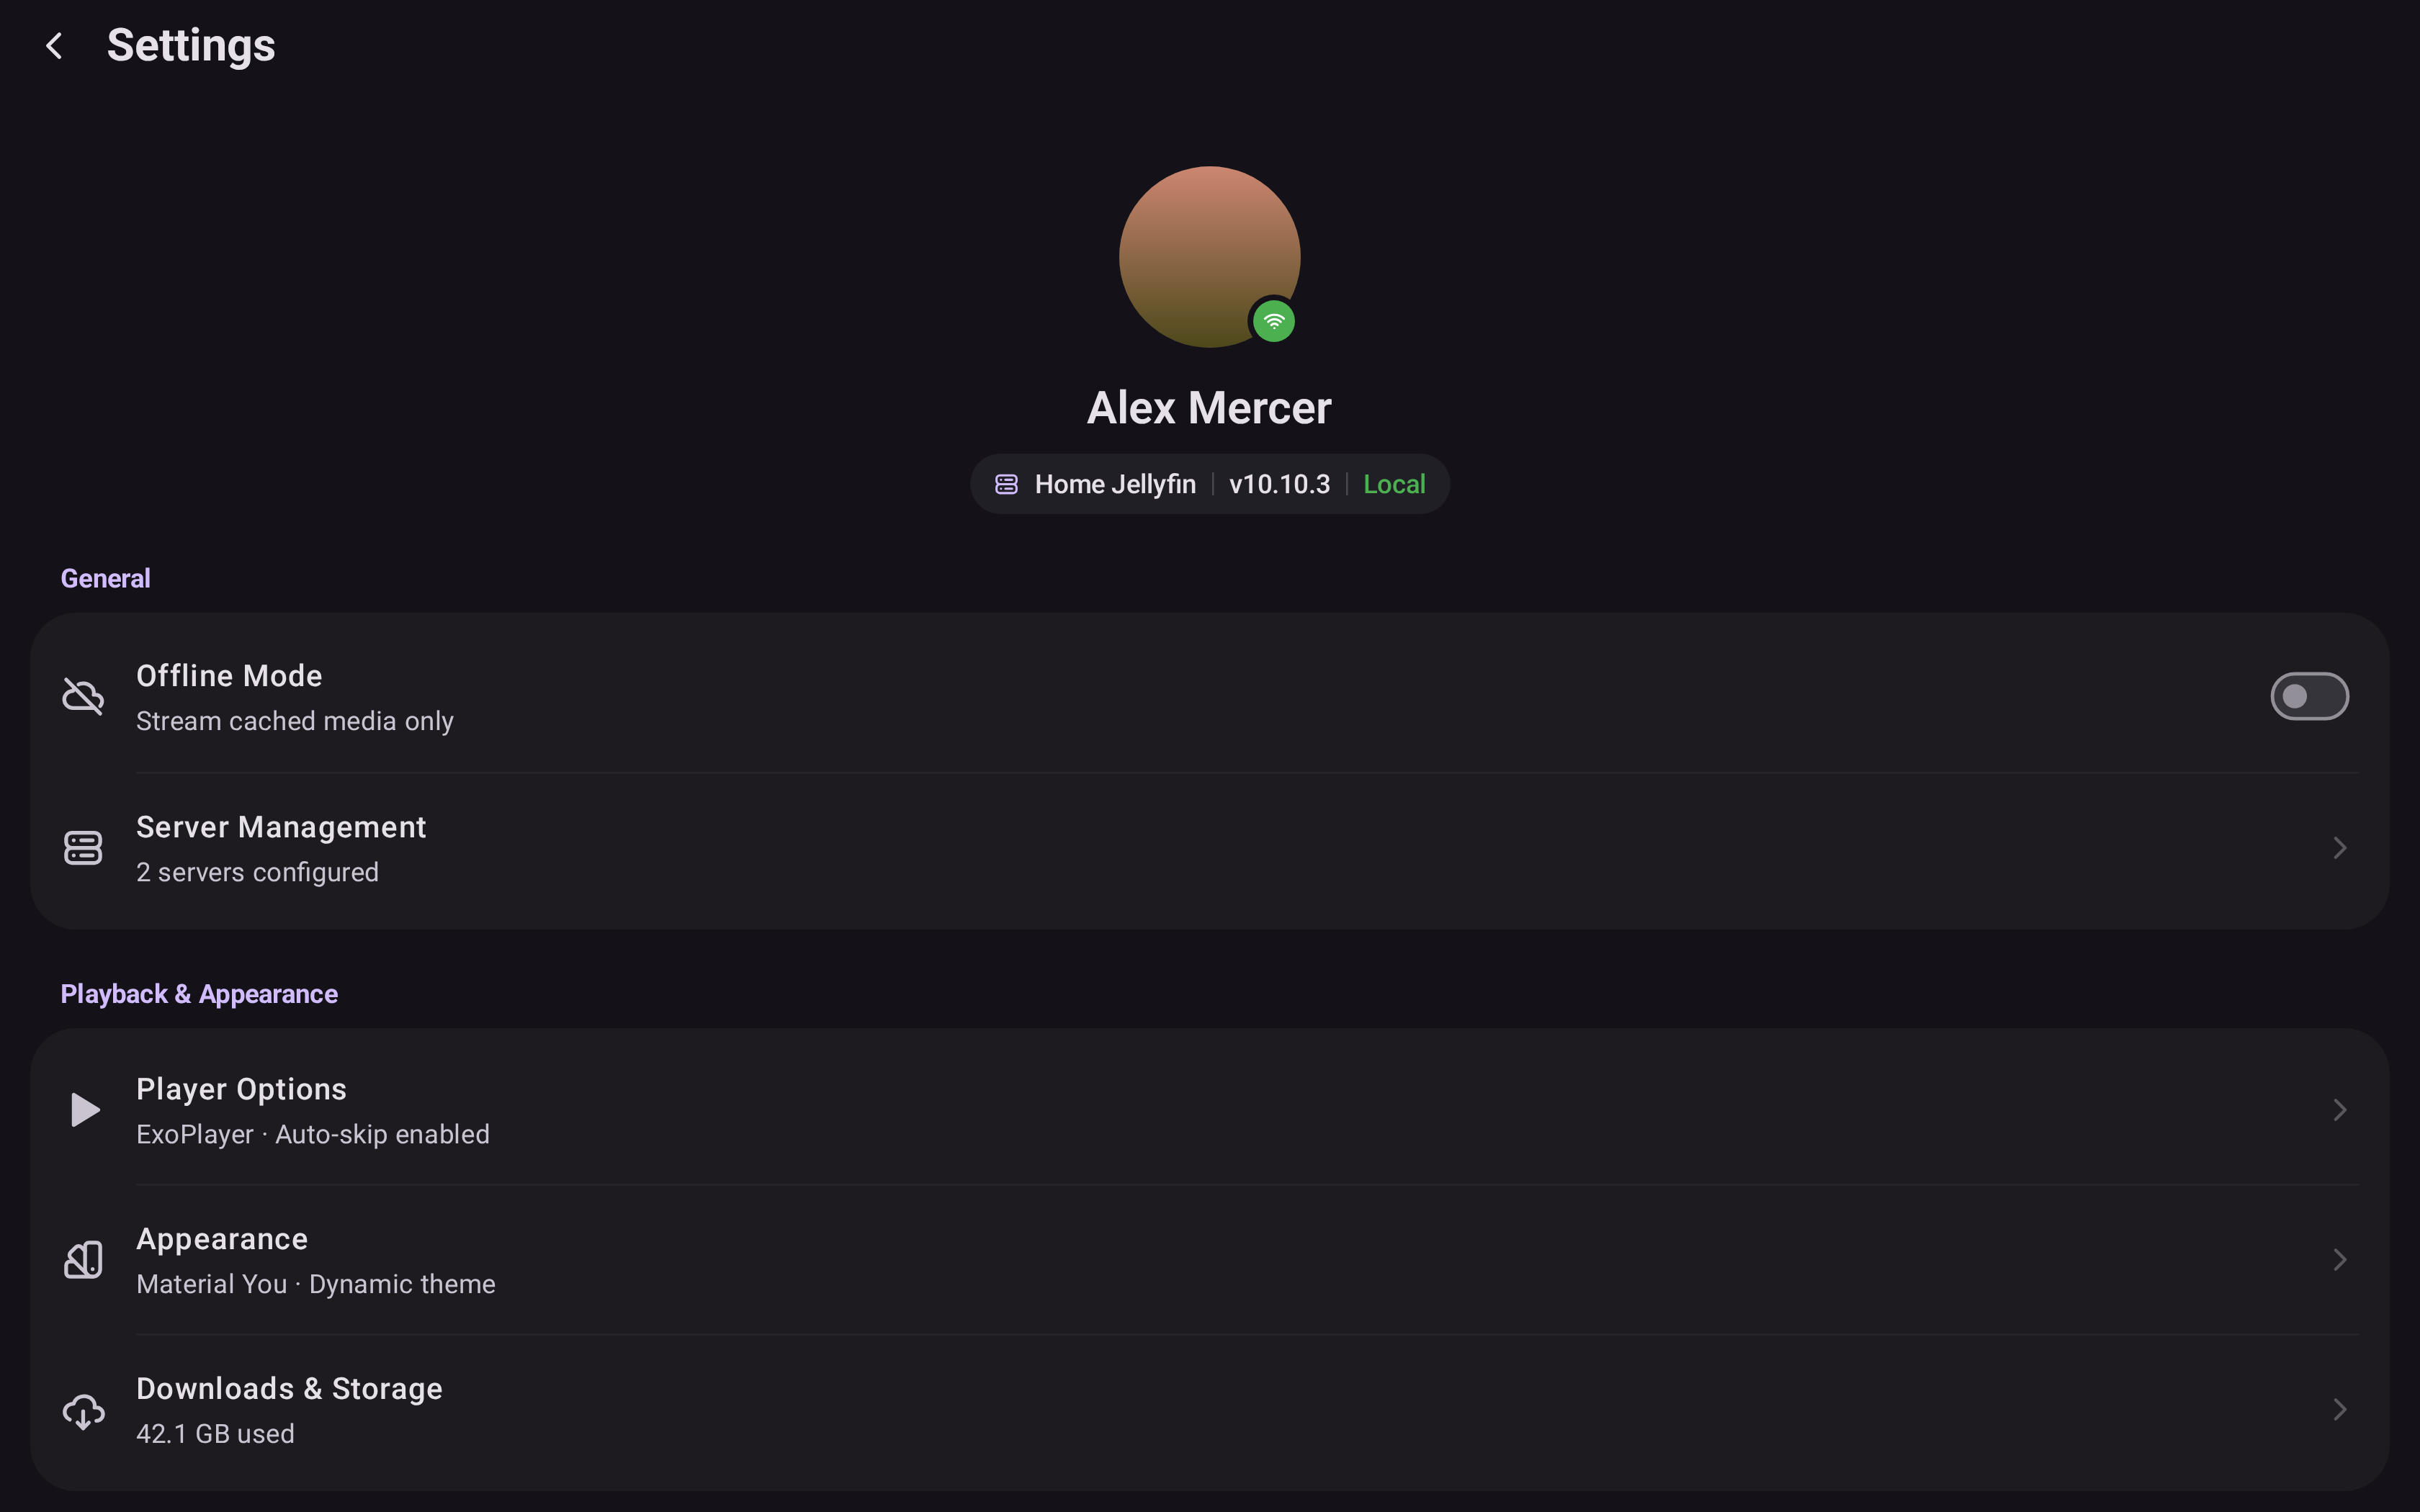 Settings
Alex Mercer
Home Jellyfin | v10.10.3 | Local
General
Offline Mode
Stream cached media only
Server Management
2 servers configured
Playback & Appearance
Player Options
ExoPlayer · Auto-skip enabled
Appearance
Material You · Dynamic theme
Downloads & Storage
42.1 GB used